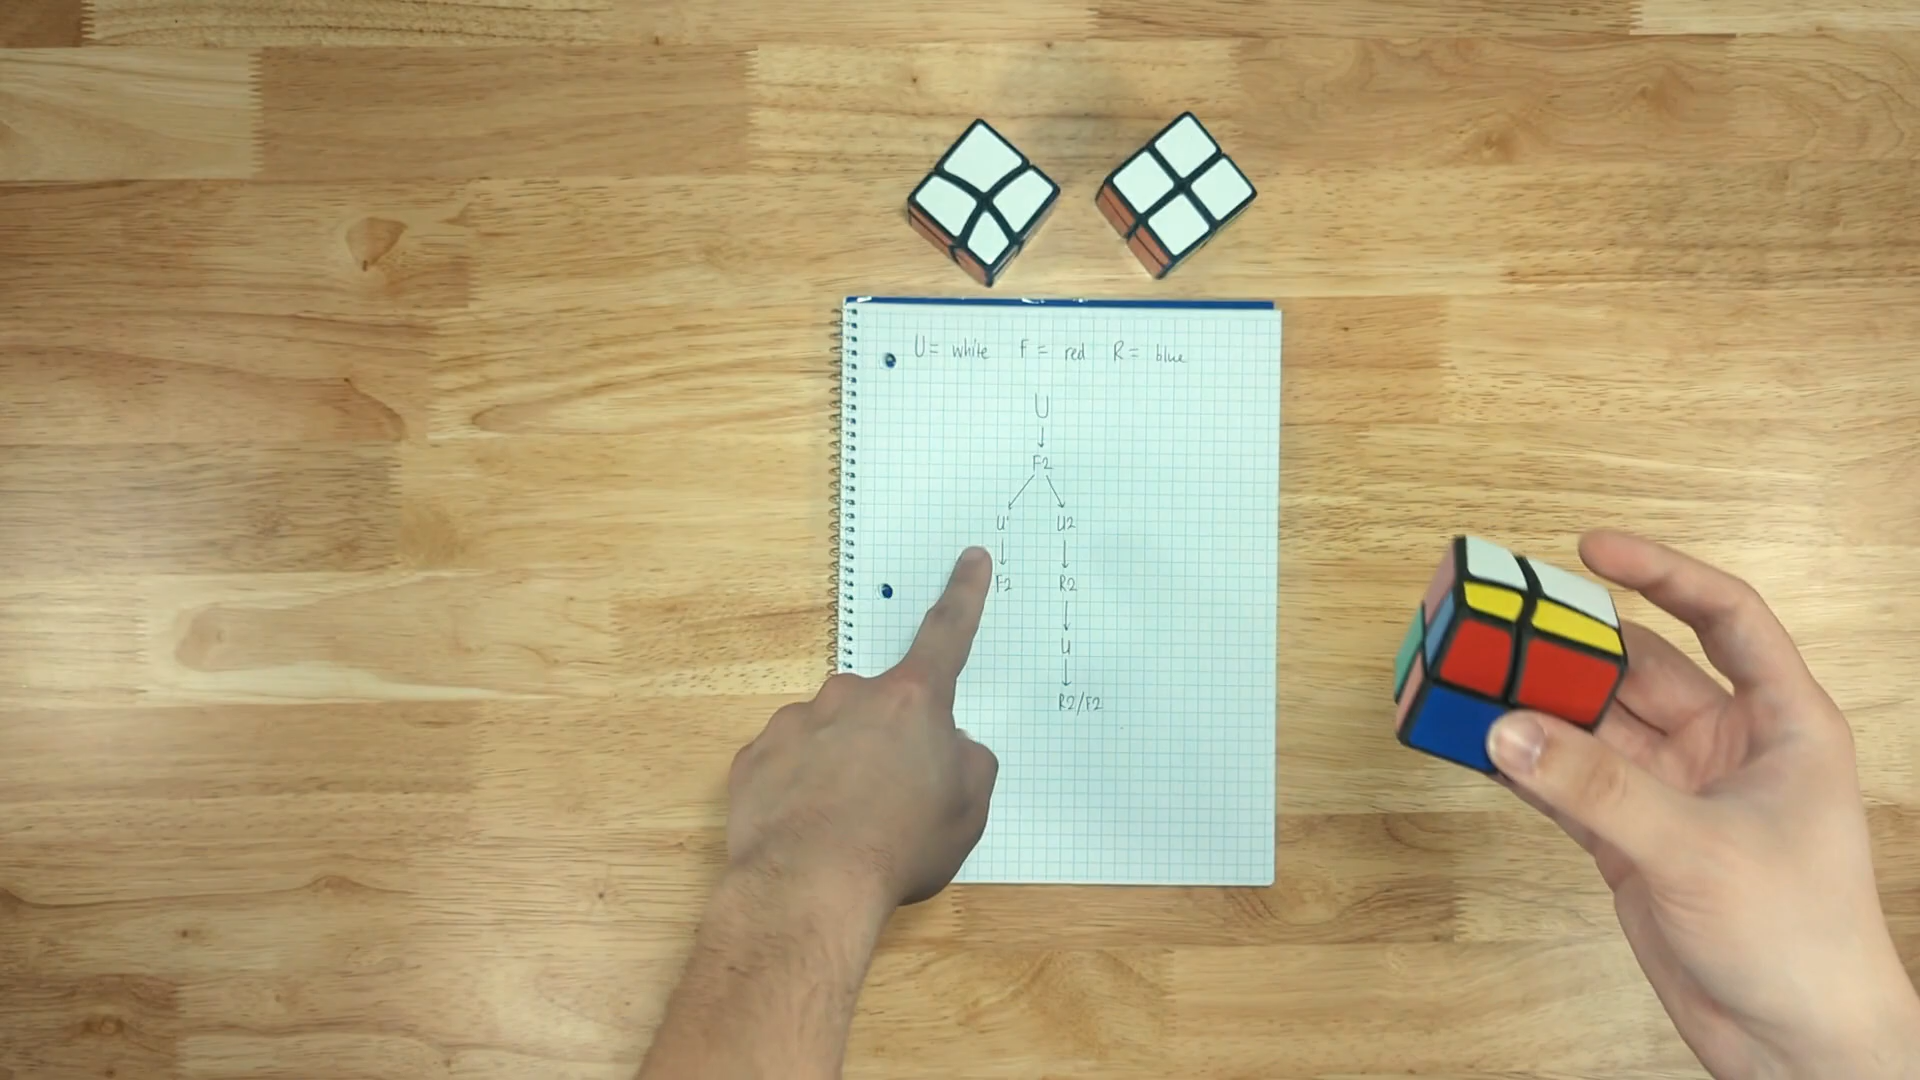 U= white F= red R= blue
U
F2
U' U2
F2 R2
U
R2/F2